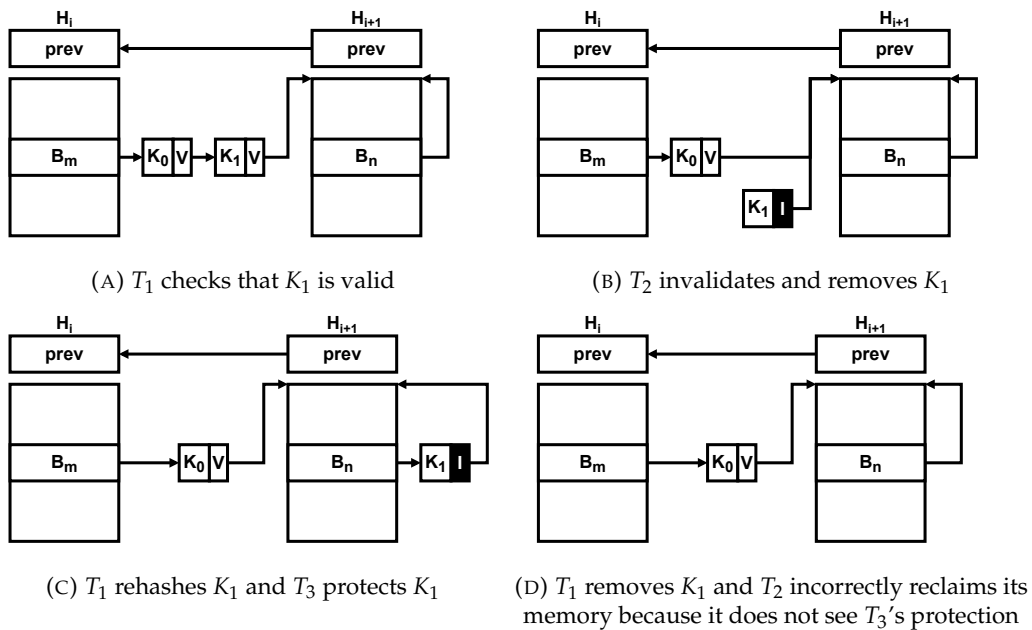 Hᵢ Hᵢ₊₁ Hᵢ Hᵢ₊₁
prev prev prev prev
Bₘ K₀ V K₁ V Bₙ Bₘ K₀ V Bₙ
K₁ I
(A) T₁ checks that K₁ is valid
(B) T₂ invalidates and removes K₁
Hᵢ Hᵢ₊₁ Hᵢ Hᵢ₊₁
prev prev prev prev
Bₘ K₀ V Bₙ K₁ I Bₘ K₀ V Bₙ
(C) T₁ rehashes K₁ and T₃ protects K₁
(D) T₁ removes K₁ and T₂ incorrectly reclaims its
memory because it does not see T₃'s protection